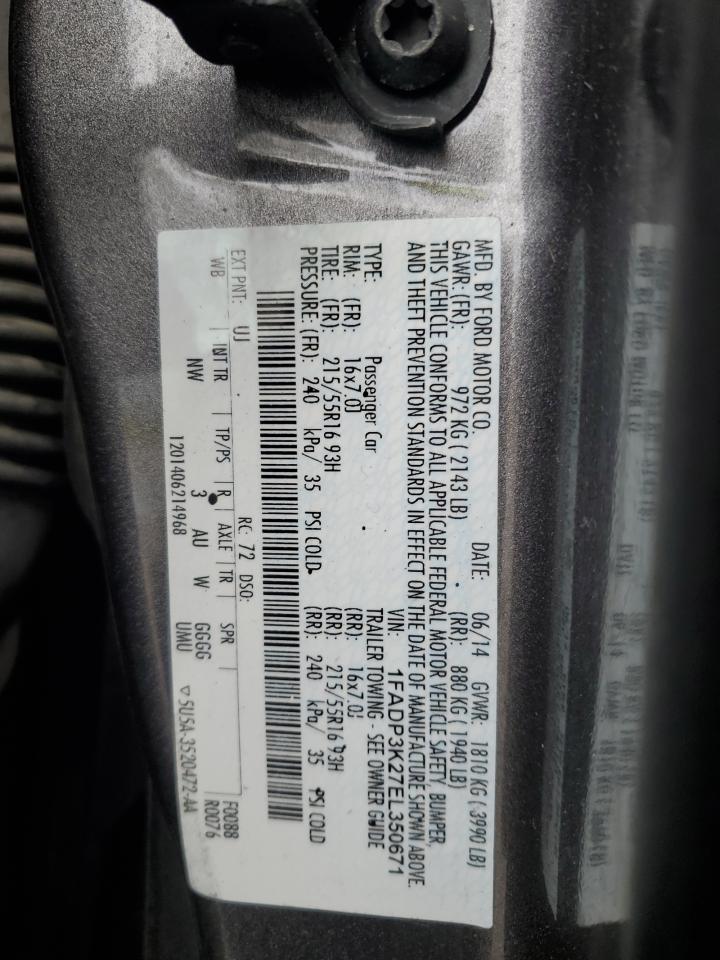 MFD. BY FORD MOTOR CO. DATE: 06/14 GVWR: 1810 KG ( 3990 LB)
GAWR: (FR): 972 KG ( 2143 LB) (RR): 880 KG ( 1940 LB)
THIS VEHICLE CONFORMS TO ALL APPLICABLE FEDERAL MOTOR VEHICLE SAFETY, BUMPER,
AND THEFT PREVENTION STANDARDS IN EFFECT ON THE DATE OF MANUFACTURE SHOWN ABOVE.
VIN: 1FADP3K27EL350671
TYPE: Passenger Car TRAILER TOWING - SEE OWNER GUIDE
RIM: (FR): 16x7.0J (RR): 16x7.0J
TIRE: (FR): 215/55R16 93H (RR): 215/55R16 93H
PRESSURE: (FR): 240 kPa/ 35 PSI COLD (RR): 240 kPa/ 35 PSI COLD
EXT PNT: UJ RC: 72 DSO: F0088
WB INT TR TP/PS R AXLE TR SPR R0076
NW 3 AU W GGGG
1201406214968 UMU ▽ 5U5A-3520472-AA